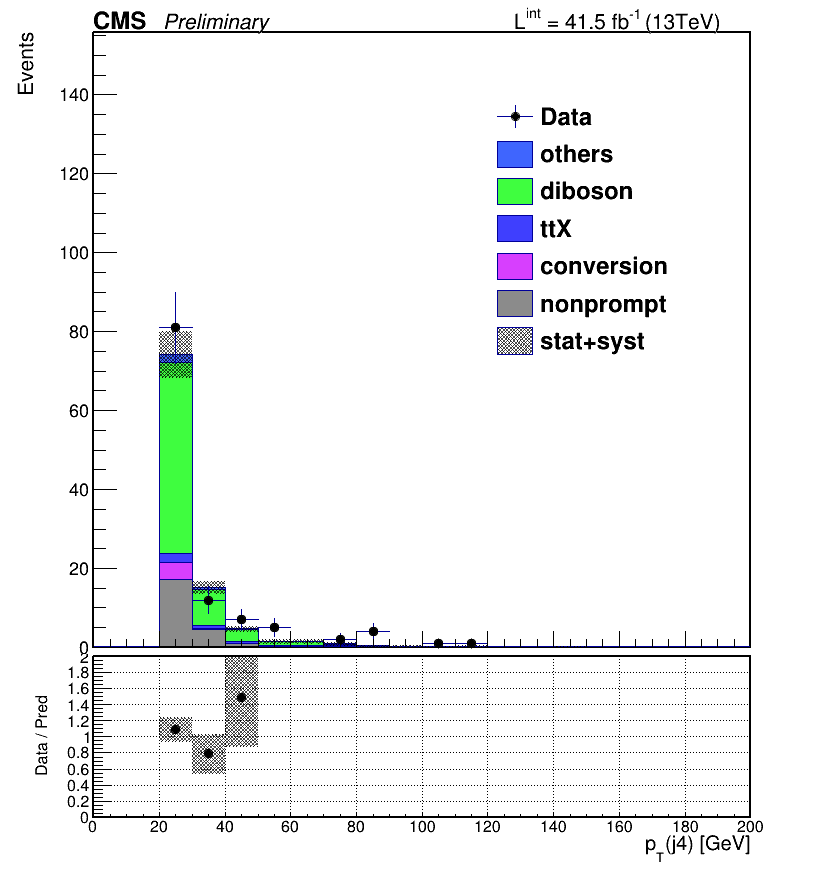 CMS Preliminary L^int = 41.5 fb^-1 (13TeV)
Events
140
120
100
80
60
40
20
0
Data
others
diboson
ttX
conversion
nonprompt
stat+syst
Data / Pred
2
1.8
1.6
1.4
1.2
1
0.8
0.6
0.4
0.2
0
0 20 40 60 80 100 120 140 160 180 200
p_T(j4) [GeV]